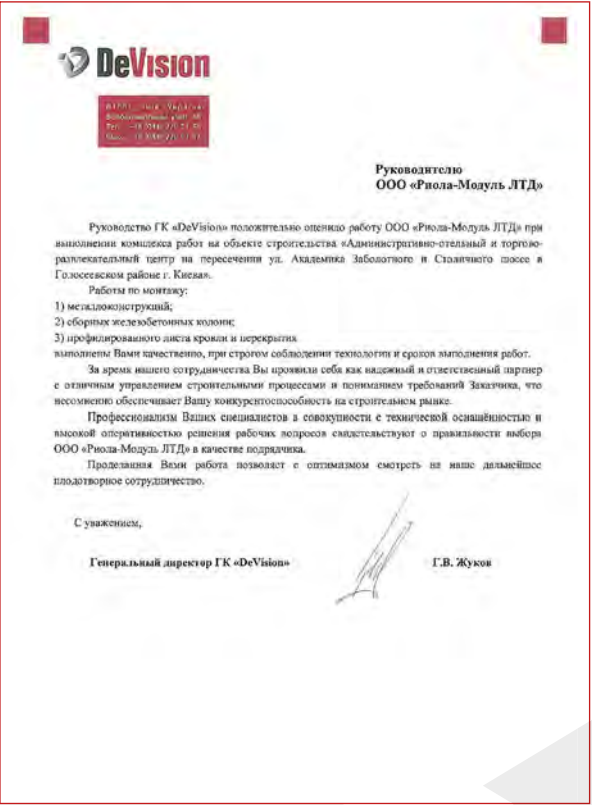 DeVision
Руководителю
ООО «Риола-Модуль ЛТД»
Руководство ГК «DeVision» положительно оценило работу ООО «Риола-Модуль ЛТД» при
выполнении комплекса работ на объекте строительства «Административно-отельный и торгово-
развлекательный центр на пересечении ул. Академика Заболотного и Столичного шоссе в
Голосеевском районе г. Киева».
Работы по монтажу:
1) металлоконструкций;
2) сборных железобетонных колонн;
3) профилированного листа кровли и перекрытия
выполнены Вами качественно, при строгом соблюдении технологии и сроков выполнения работ.
За время нашего сотрудничества Вы проявили себя как надежный и ответственный партнер
с отличным управлением строительными процессами и пониманием требований Заказчика, что
несомненно обеспечивает Вашу конкурентоспособность на строительном рынке.
Профессионализм Ваших специалистов в совокупности с технической оснащённостью и
высокой оперативностью решения рабочих вопросов свидетельствуют о правильности выбора
ООО «Риола-Модуль ЛТД» в качестве подрядчика.
Проделанная Вами работа позволяет с оптимизмом смотреть на наше дальнейшее
плодотворное сотрудничество.
С уважением,
Генеральный директор ГК «DeVision»
Г.В. Жуков